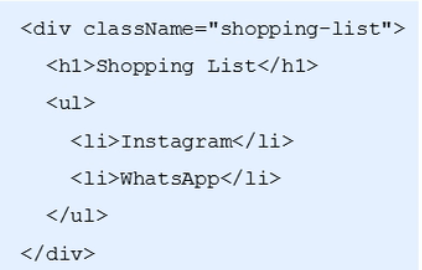 <div className="shopping-list">
<h1>Shopping List</h1>
<ul>
<li>Instagram</li>
<li>WhatsApp</li>
</ul>
</div>